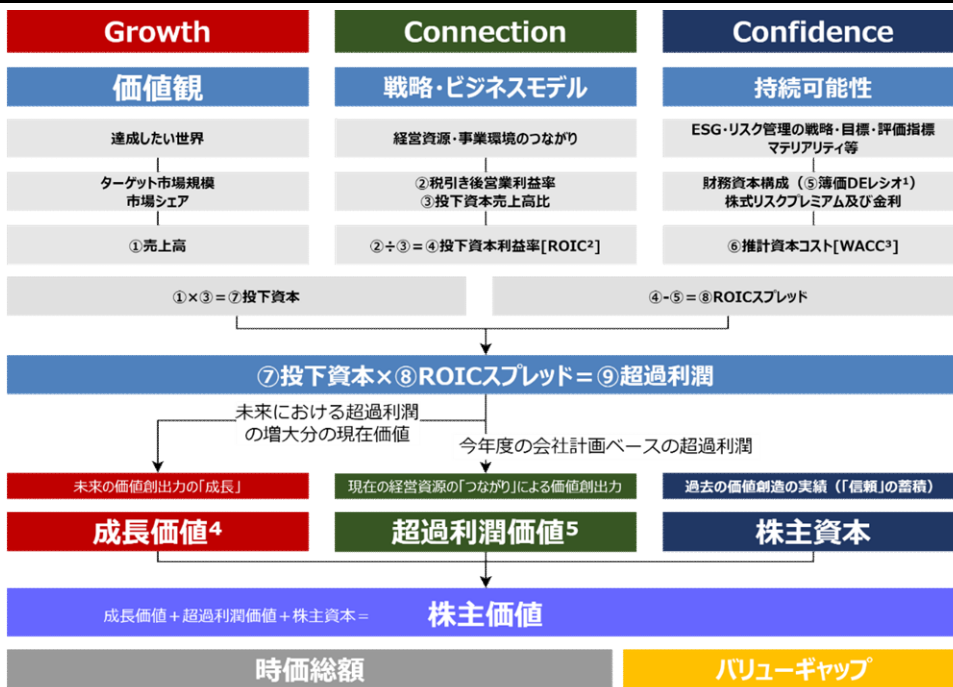 Growth
Connection
Confidence
価値観
戦略・ビジネスモデル
持続可能性
達成したい世界
経営資源・事業環境のつながり
ESG・リスク管理の戦略・目標・評価指標
マテリアリティ等
ターゲット市場規模
市場シェア
②税引き後営業利益率
③投下資本売上高比
財務資本構成（⑤簿価DEレシオ¹）
株式リスクプレミアム及び金利
①売上高
②÷③＝④投下資本利益率[ROIC²]
⑥推計資本コスト[WACC³]
①×③＝⑦投下資本
④-⑤＝⑧ROICスプレッド
⑦投下資本×⑧ROICスプレッド＝⑨超過利潤
未来における超過利潤
の増大分の現在価値
今年度の会社計画ベースの超過利潤
未来の価値創出力の「成長」
現在の経営資源の「つながり」による価値創出力
過去の価値創造の実績（「信頼」の蓄積）
成長価値⁴
超過利潤価値⁵
株主資本
成長価値＋超過利潤価値＋株主資本＝
株主価値
時価総額
バリューギャップ